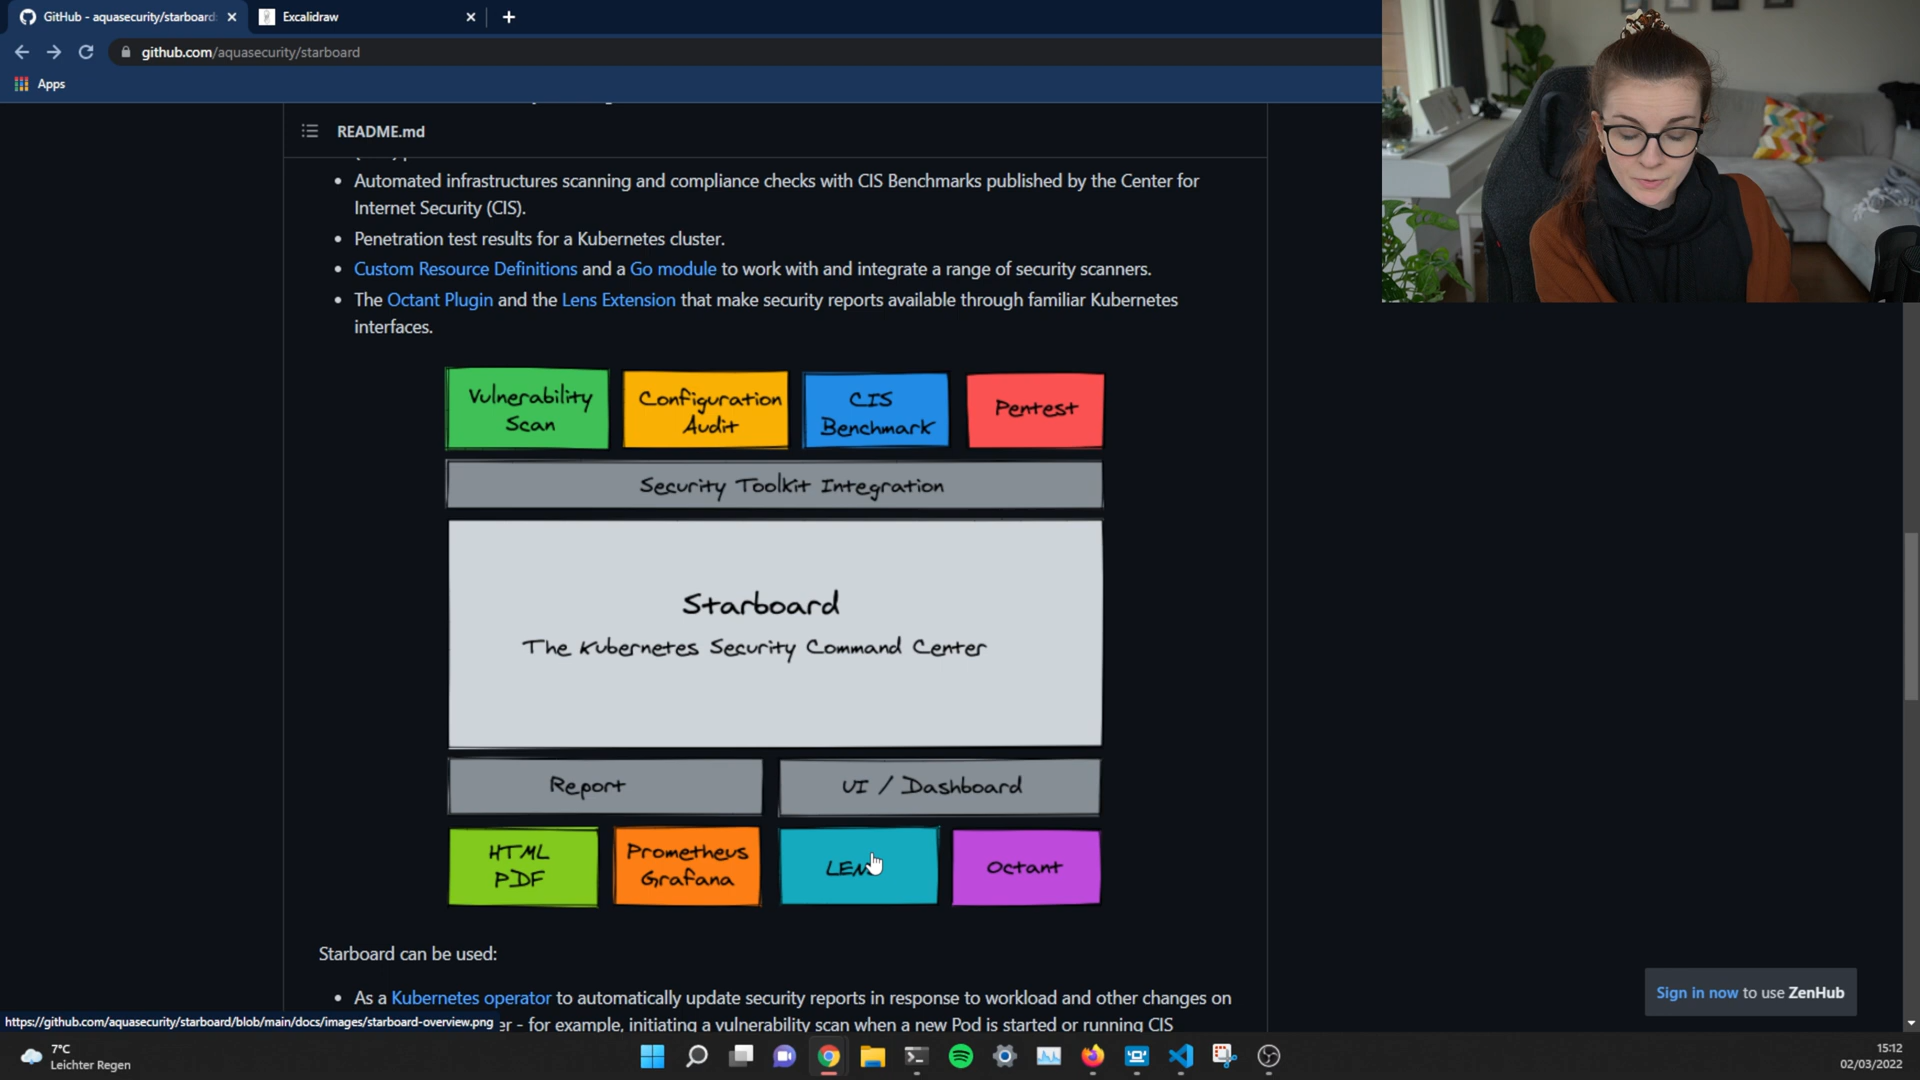 GitHub - aquasecurity/starboard:
Excalidraw
github.com/aquasecurity/starboard
Apps
README.md
Automated infrastructures scanning and compliance checks with CIS Benchmarks published by the Center for
Internet Security (CIS).
Penetration test results for a Kubernetes cluster.
Custom Resource Definitions and a Go module to work with and integrate a range of security scanners.
The Octant Plugin and the Lens Extension that make security reports available through familiar Kubernetes
interfaces.
Vulnerability
Scan
Configuration
Audit
CIS
Benchmark
Pentest
Security Toolkit Integration
Starboard
The Kubernetes Security Command Center
Report
UI / Dashboard
HTML
PDF
Prometheus
Grafana
LENS
Octant
Starboard can be used:
As a Kubernetes operator to automatically update security reports in response to workload and other changes on
er - for example, initiating a vulnerability scan when a new Pod is started or running CIS
https://github.com/aquasecurity/starboard/blob/main/docs/images/starboard-overview.png
Sign in now to use ZenHub
7°C
Leichter Regen
15:12
02/03/2022